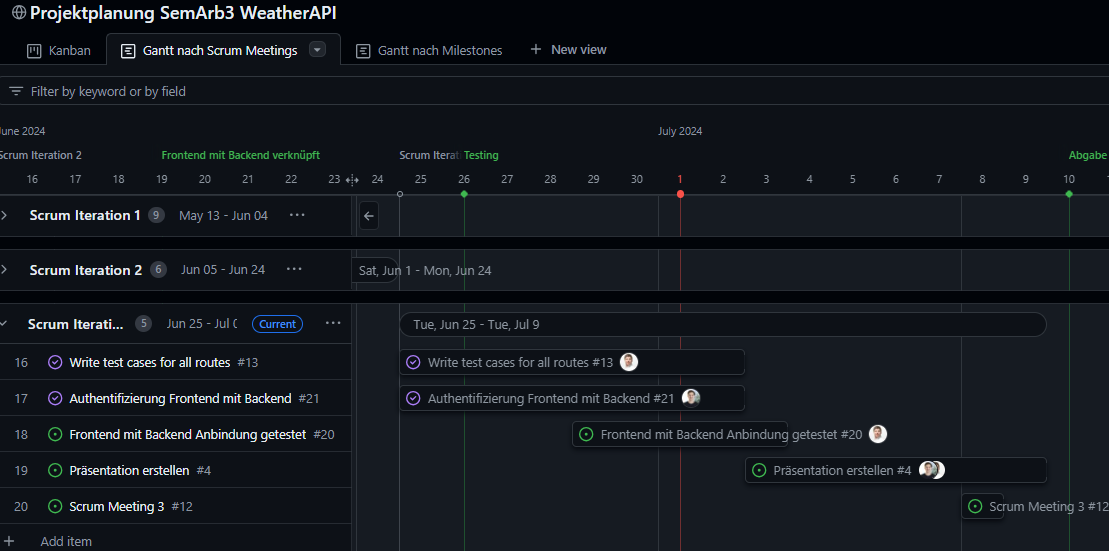 Projektplanung SemArb3 WeatherAPI
Kanban
Gantt nach Scrum Meetings
Gantt nach Milestones
New view
Filter by keyword or by field
June 2024
July 2024
Scrum Iteration 2
Frontend mit Backend verknüpft
Scrum Iterat
Testing
Abgabe
16 17 18 19 20 21 22 23 24 25 26 27 28 29 30 1 2 3 4 5 6 7 8 9 10
Scrum Iteration 1 9 May 13 - Jun 04
Scrum Iteration 2 6 Jun 05 - Jun 24
Sat, Jun 1 - Mon, Jun 24
Scrum Iterati... 5 Jun 25 - Jul 0 Current
Tue, Jun 25 - Tue, Jul 9
16 Write test cases for all routes #13
Write test cases for all routes #13
17 Authentifizierung Frontend mit Backend #21
Authentifizierung Frontend mit Backend #21
18 Frontend mit Backend Anbindung getestet #20
Frontend mit Backend Anbindung getestet #20
19 Präsentation erstellen #4
Präsentation erstellen #4
20 Scrum Meeting 3 #12
Scrum Meeting 3 #12
Add item